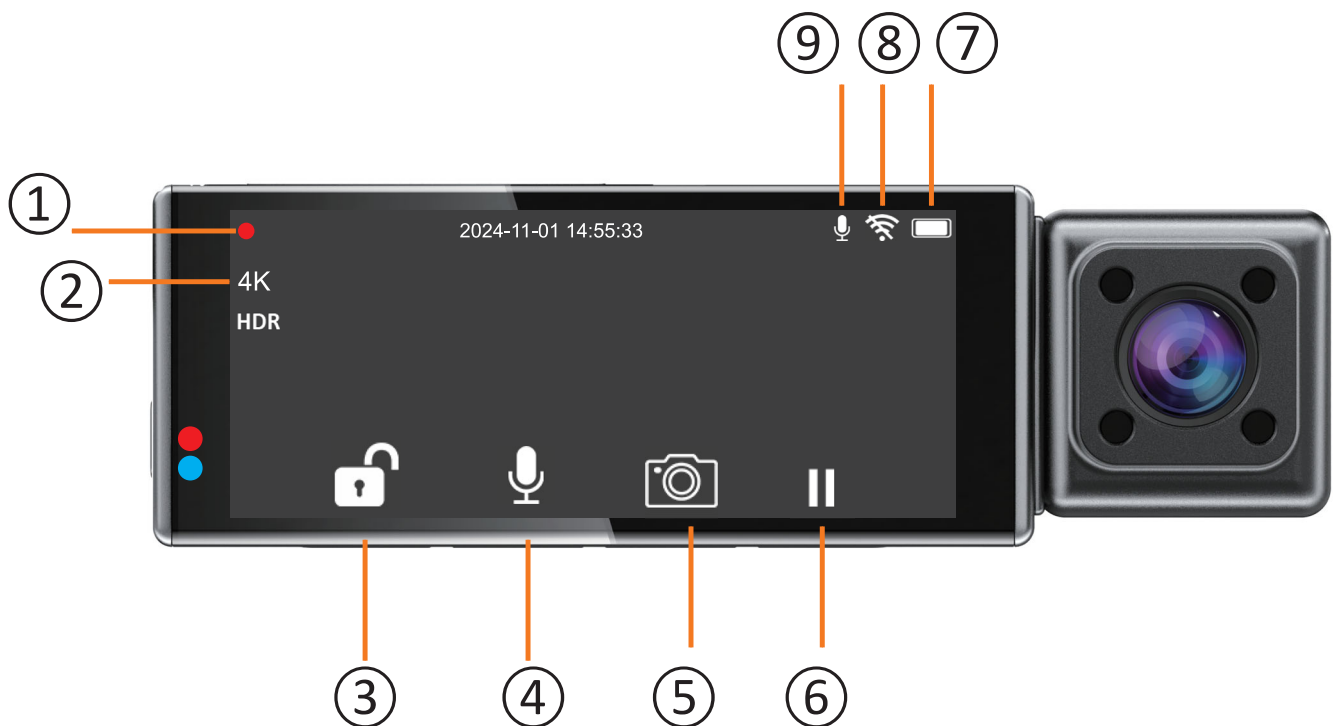 ⑨ ⑧ ⑦
①
2024-11-01 14:55:33
②
4K
HDR
③ ④ ⑤ ⑥